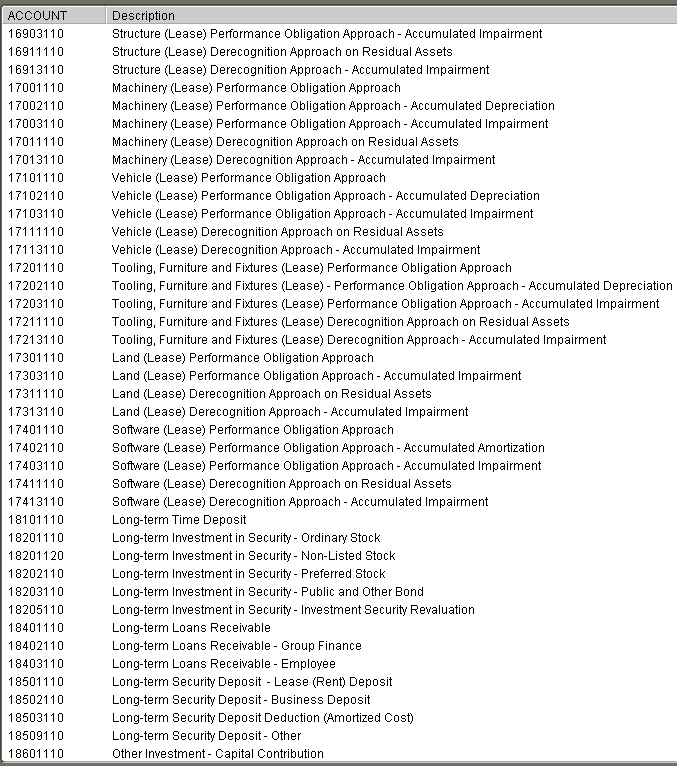 ACCOUNT Description
16903110 Structure (Lease) Performance Obligation Approach - Accumulated Impairment
16911110 Structure (Lease) Derecognition Approach on Residual Assets
16913110 Structure (Lease) Derecognition Approach - Accumulated Impairment
17001110 Machinery (Lease) Performance Obligation Approach
17002110 Machinery (Lease) Performance Obligation Approach - Accumulated Depreciation
17003110 Machinery (Lease) Performance Obligation Approach - Accumulated Impairment
17011110 Machinery (Lease) Derecognition Approach on Residual Assets
17013110 Machinery (Lease) Derecognition Approach - Accumulated Impairment
17101110 Vehicle (Lease) Performance Obligation Approach
17102110 Vehicle (Lease) Performance Obligation Approach - Accumulated Depreciation
17103110 Vehicle (Lease) Performance Obligation Approach - Accumulated Impairment
17111110 Vehicle (Lease) Derecognition Approach on Residual Assets
17113110 Vehicle (Lease) Derecognition Approach - Accumulated Impairment
17201110 Tooling, Furniture and Fixtures (Lease) Performance Obligation Approach
17202110 Tooling, Furniture and Fixtures (Lease) - Performance Obligation Approach - Accumulated Depreciation
17203110 Tooling, Furniture and Fixtures (Lease) Performance Obligation Approach - Accumulated Impairment
17211110 Tooling, Furniture and Fixtures (Lease) Derecognition Approach on Residual Assets
17213110 Tooling, Furniture and Fixtures (Lease) Derecognition Approach - Accumulated Impairment
17301110 Land (Lease) Performance Obligation Approach
17303110 Land (Lease) Performance Obligation Approach - Accumulated Impairment
17311110 Land (Lease) Derecognition Approach on Residual Assets
17313110 Land (Lease) Derecognition Approach - Accumulated Impairment
17401110 Software (Lease) Performance Obligation Approach
17402110 Software (Lease) Performance Obligation Approach - Accumulated Amortization
17403110 Software (Lease) Performance Obligation Approach - Accumulated Impairment
17411110 Software (Lease) Derecognition Approach on Residual Assets
17413110 Software (Lease) Derecognition Approach - Accumulated Impairment
18101110 Long-term Time Deposit
18201110 Long-term Investment in Security - Ordinary Stock
18201120 Long-term Investment in Security - Non-Listed Stock
18202110 Long-term Investment in Security - Preferred Stock
18203110 Long-term Investment in Security - Public and Other Bond
18205110 Long-term Investment in Security - Investment Security Revaluation
18401110 Long-term Loans Receivable
18402110 Long-term Loans Receivable - Group Finance
18403110 Long-term Loans Receivable - Employee
18501110 Long-term Security Deposit - Lease (Rent) Deposit
18502110 Long-term Security Deposit - Business Deposit
18503110 Long-term Security Deposit Deduction (Amortized Cost)
18509110 Long-term Security Deposit - Other
18601110 Other Investment - Capital Contribution